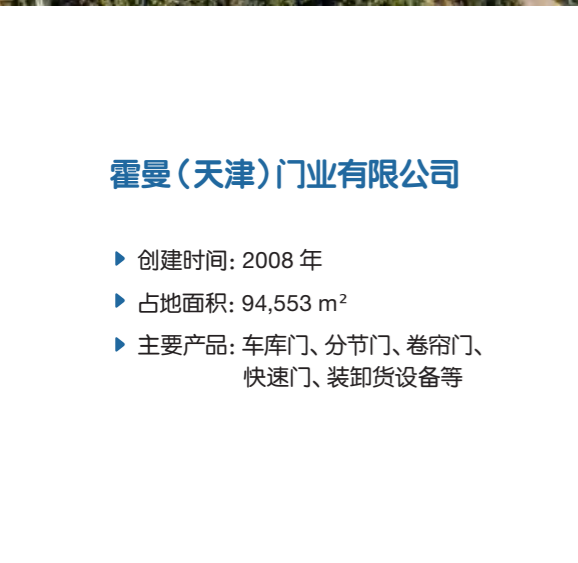 霍曼（天津）门业有限公司
创建时间: 2008 年
占地面积: 94,553 m²
主要产品: 车库门、分节门、卷帘门、
快速门、装卸货设备等